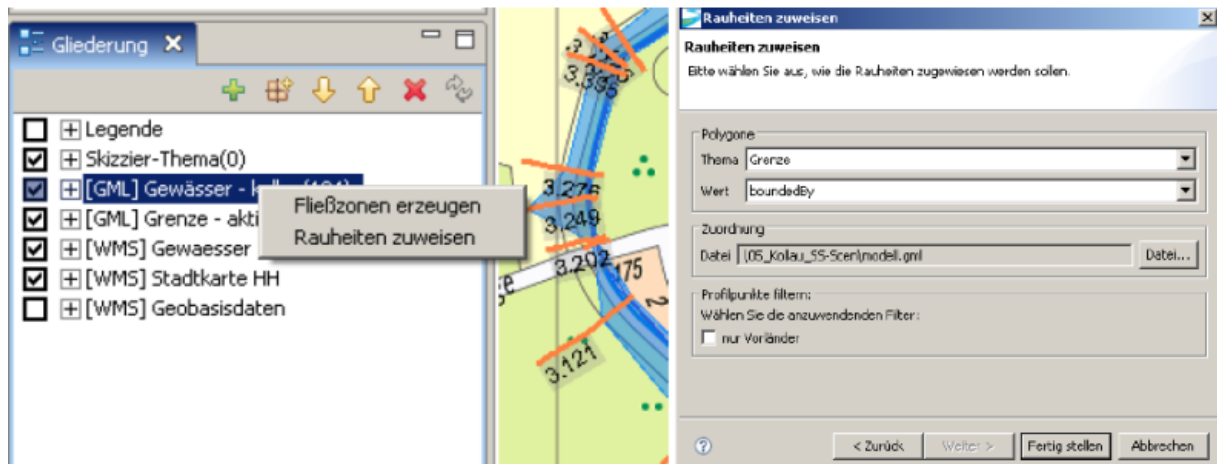 Gliederung
Legende
Skizzier-Thema(0)
[GML] Gewässer -
[GML] Grenze - akti
[WMS] Gewaesser
[WMS] Stadtkarte HH
[WMS] Geobasisdaten
Fließzonen erzeugen
Rauheiten zuweisen
3.276
3.249
3.202
175
3.121
Rauheiten zuweisen
Rauheiten zuweisen
Bitte wählen Sie aus, wie die Rauheiten zugewiesen werden sollen.
Polygone
Thema Grenze
Wert boundedBy
Zuordnung
Datei \05_Kollau_SS-Scen\modell.gml Datei...
Profilpunkte filtern:
Wählen Sie die anzuwendenden Filter:
nur Vorländer
< Zurück Weiter > Fertig stellen Abbrechen